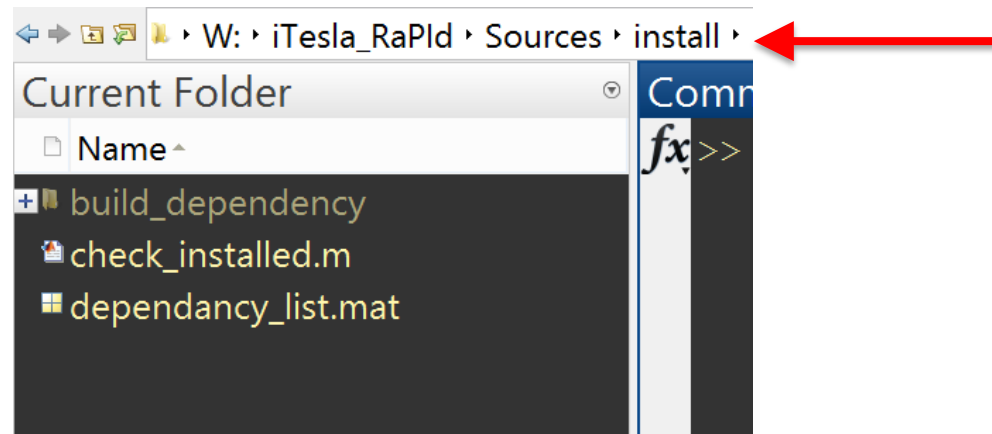 W: iTesla_RaPId Sources install
Current Folder
Comm
Name
fx >>
build_dependency
check_installed.m
dependancy_list.mat